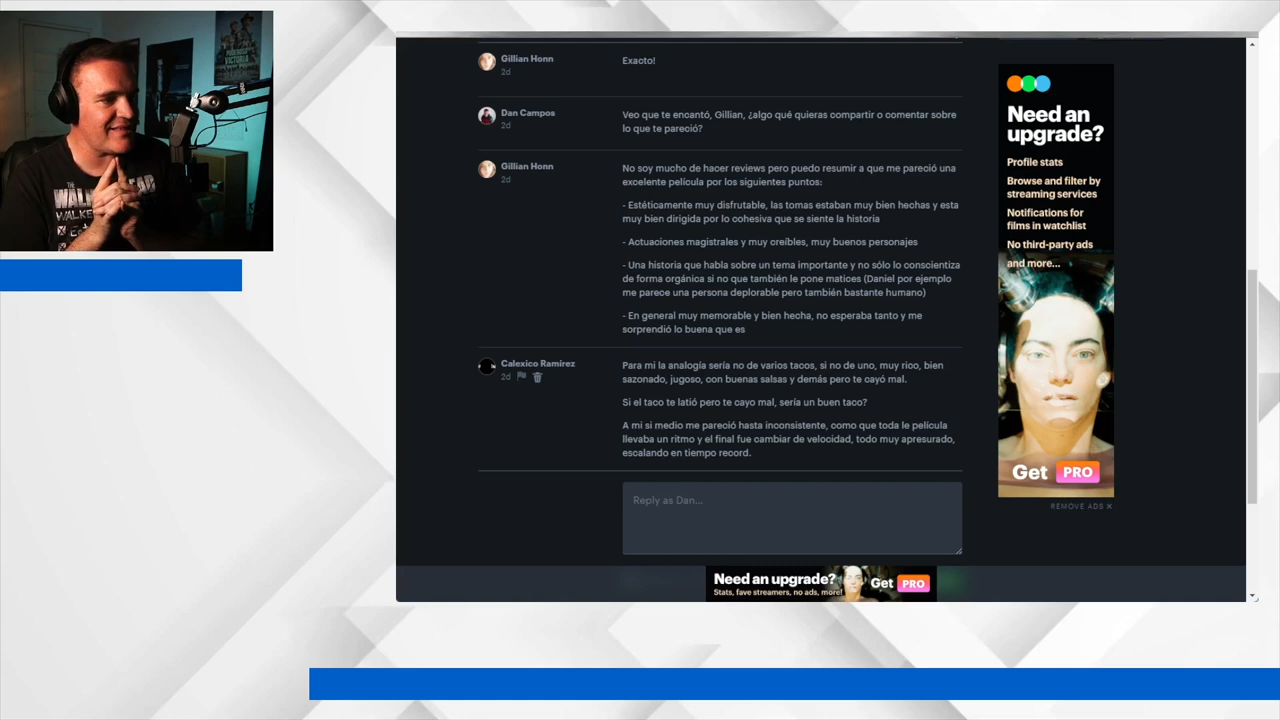 THE
WALKING DEAD
WALKER
Gillian Honn
2d
Exacto!
Dan Campos
2d
Veo que te encantó, Gillian, ¿algo qué quieras compartir o comentar sobre
lo que te pareció?
Gillian Honn
2d
No soy mucho de hacer reviews pero puedo resumir a que me pareció una
excelente película por los siguientes puntos:
- Estéticamente muy disfrutable, las tomas estaban muy bien hechas y esta
muy bien dirigida por lo cohesiva que se siente la historia
- Actuaciones magistrales y muy creíbles, muy buenos personajes
- Una historia que habla sobre un tema importante y no sólo lo conscientiza
de forma orgánica si no que también le pone matices (Daniel por ejemplo
me parece una persona deplorable pero también bastante humano)
- En general muy memorable y bien hecha, no esperaba tanto y me
sorprendió lo buena que es
Calexico Ramírez
2d
Para mi la analogía sería no de varios tacos, si no de uno, muy rico, bien
sazonado, jugoso, con buenas salsas y demás pero te cayó mal.
Si el taco te latió pero te cayo mal, sería un buen taco?
A mi si medio me pareció hasta inconsistente, como que toda le película
llevaba un ritmo y el final fue cambiar de velocidad, todo muy apresurado,
escalando en tiempo record.
Reply as Dan...
Need an
upgrade?
Profile stats
Browse and filter by
streaming services
Notifications for
films in watchlist
No third-party ads
and more...
Get PRO
REMOVE ADS ×
Need an upgrade?
Stats, fave streamers, no ads, more!
Get PRO